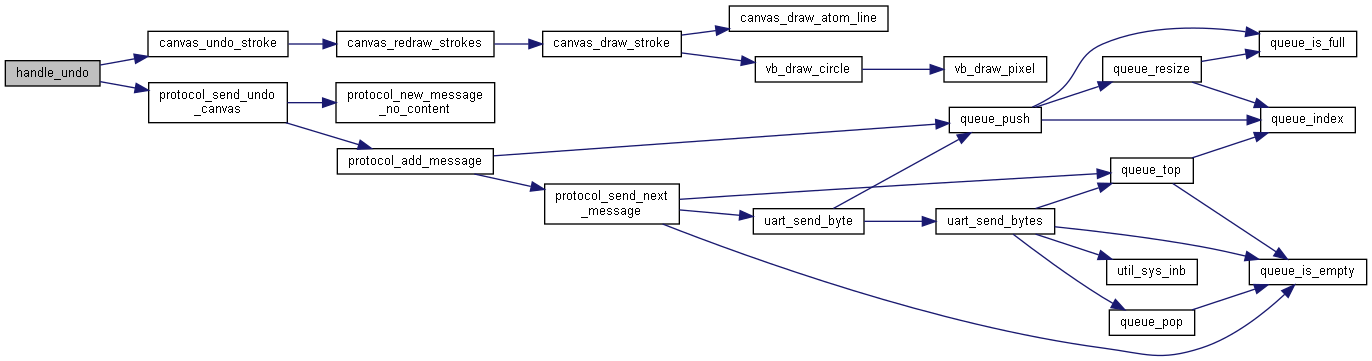 handle_undo
canvas_undo_stroke
protocol_send_undo
_canvas
canvas_redraw_strokes
protocol_new_message
_no_content
protocol_add_message
canvas_draw_stroke
protocol_send_next
_message
canvas_draw_atom_line
vb_draw_circle
uart_send_byte
vb_draw_pixel
queue_push
uart_send_bytes
queue_resize
queue_top
util_sys_inb
queue_pop
queue_is_full
queue_index
queue_is_empty